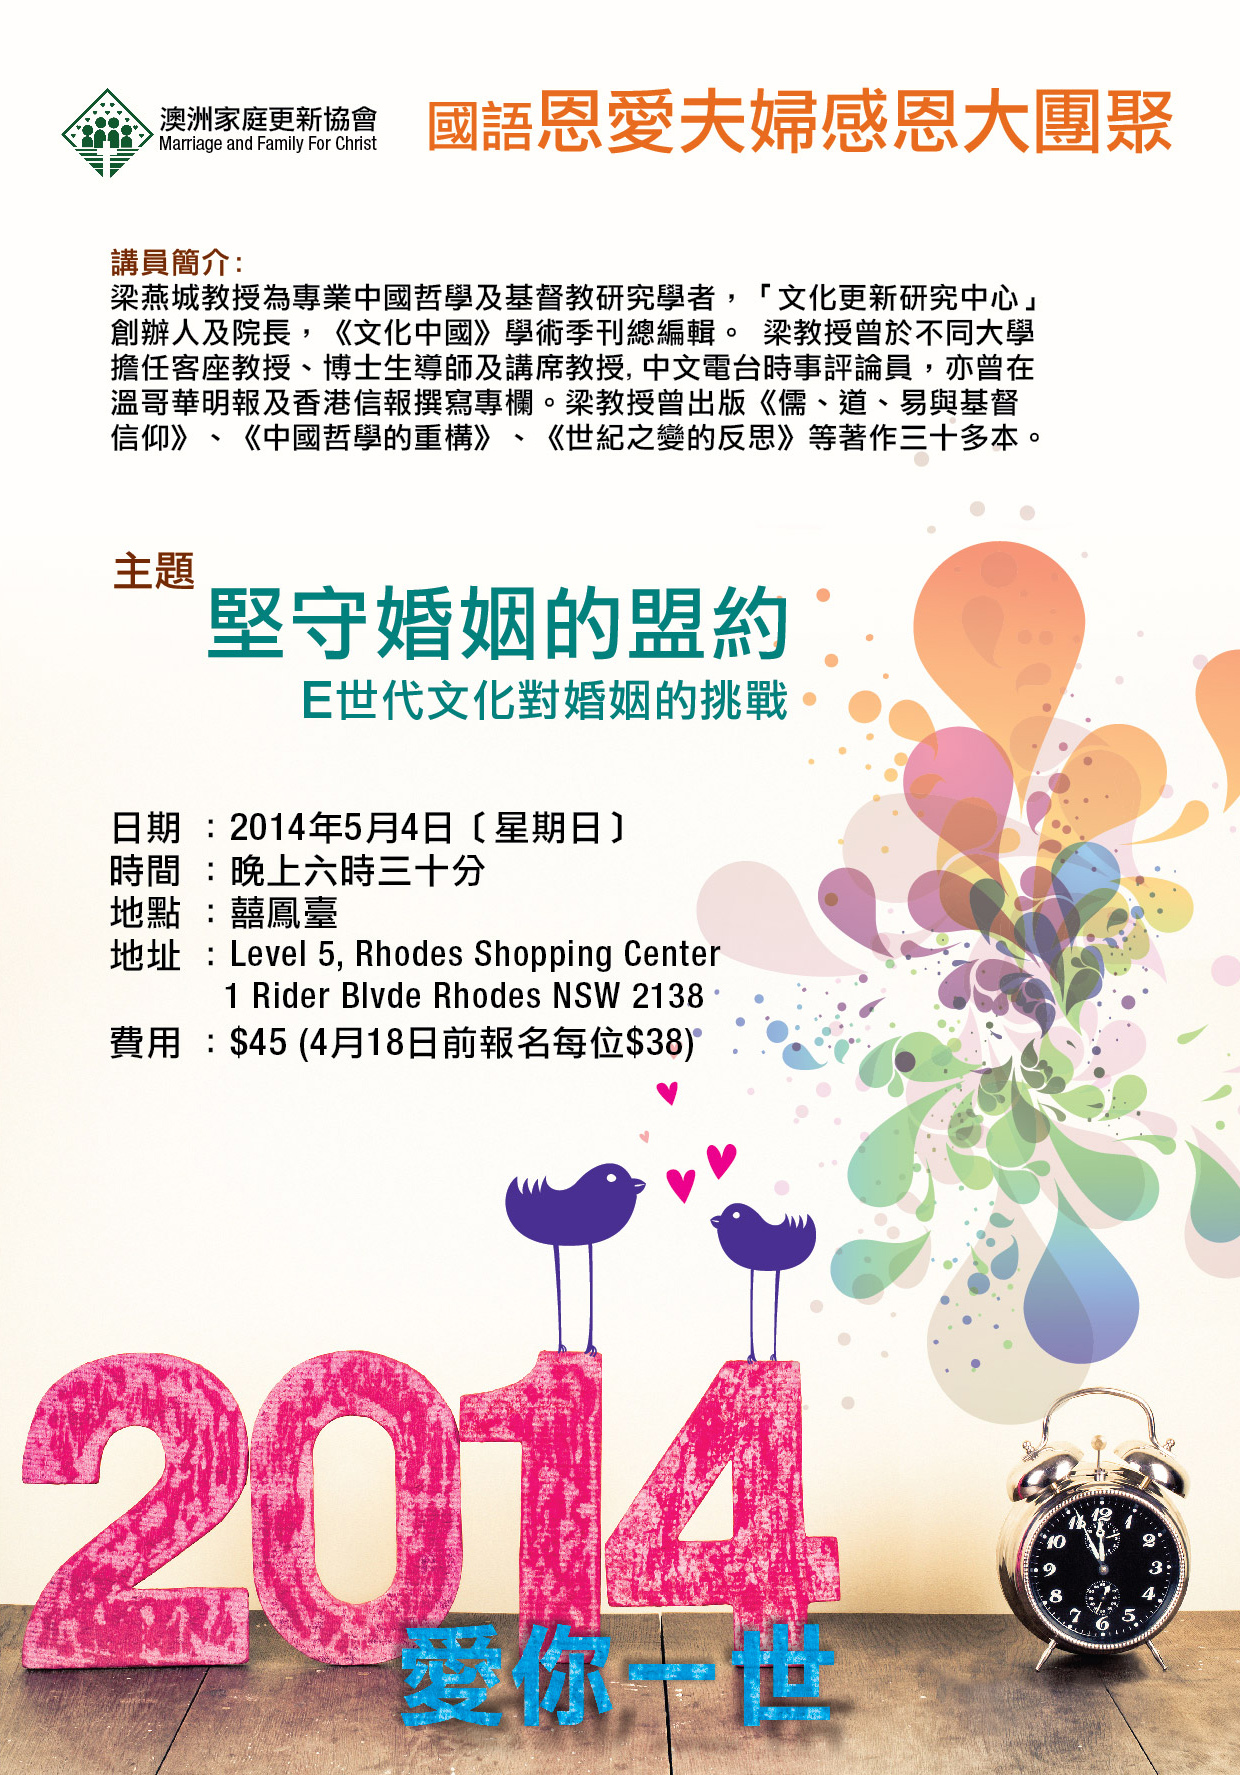 澳洲家庭更新協會
Marriage and Family For Christ
國語恩愛夫婦感恩大團聚
講員簡介:
梁燕城教授為專業中國哲學及基督教研究學者，「文化更新研究中心」
創辦人及院長，《文化中國》學術季刊總編輯。 梁教授曾於不同大學
擔任客座教授、博士生導師及講席教授, 中文電台時事評論員，亦曾在
溫哥華明報及香港信報撰寫專欄。梁教授曾出版《儒、道、易與基督
信仰》、《中國哲學的重構》、《世紀之變的反思》等著作三十多本。
主題
堅守婚姻的盟約
E世代文化對婚姻的挑戰
日期 ：2014年5月4日〔星期日〕
時間 ：晚上六時三十分
地點 ：囍鳳臺
地址 ：Level 5, Rhodes Shopping Center
1 Rider Blvde Rhodes NSW 2138
費用 ：$45 (4月18日前報名每位$38)
2014
愛你一世
11 12 1
10 2
9 3
8 4
7 6 5